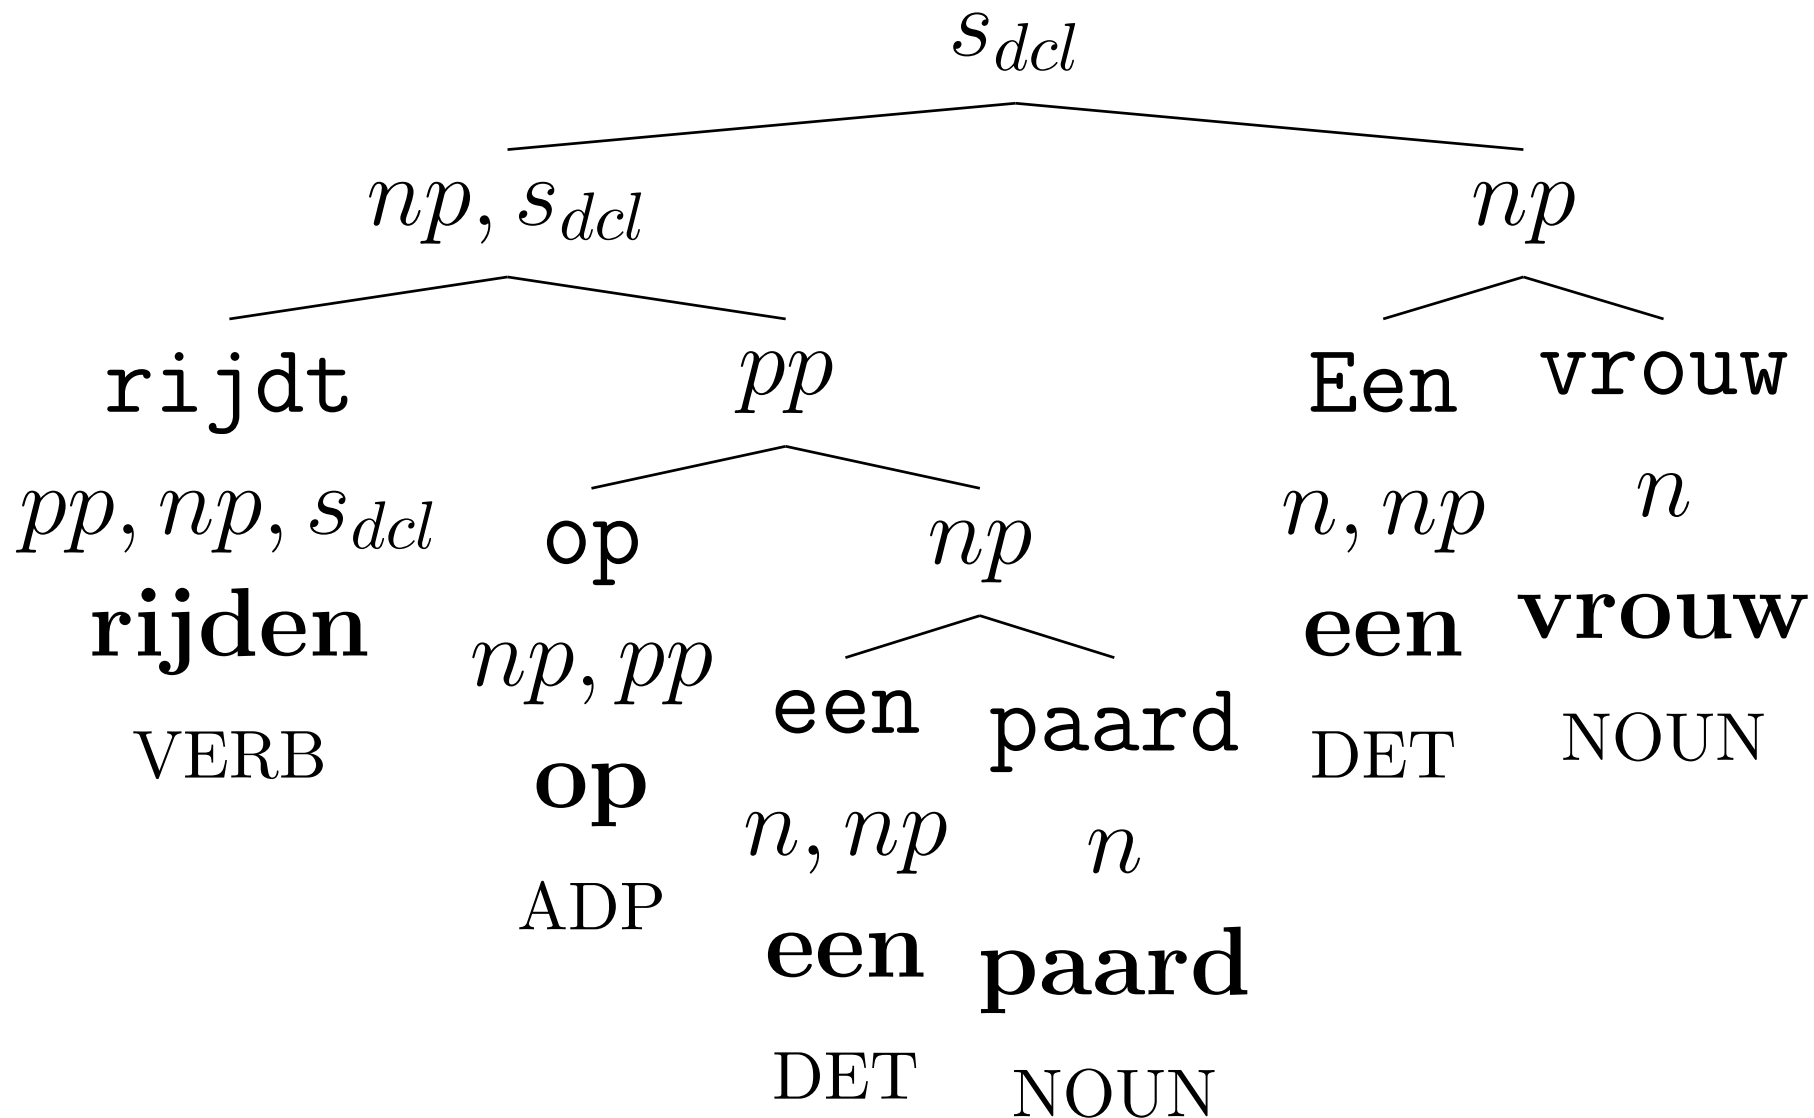 s_dcl
np, s_dcl
np
rijdt
pp, np, s_dcl
rijden
VERB
pp
op
np, pp
op
ADP
np
een
n, np
een
DET
paard
n
paard
NOUN
Een
n, np
een
DET
vrouw
n
vrouw
NOUN